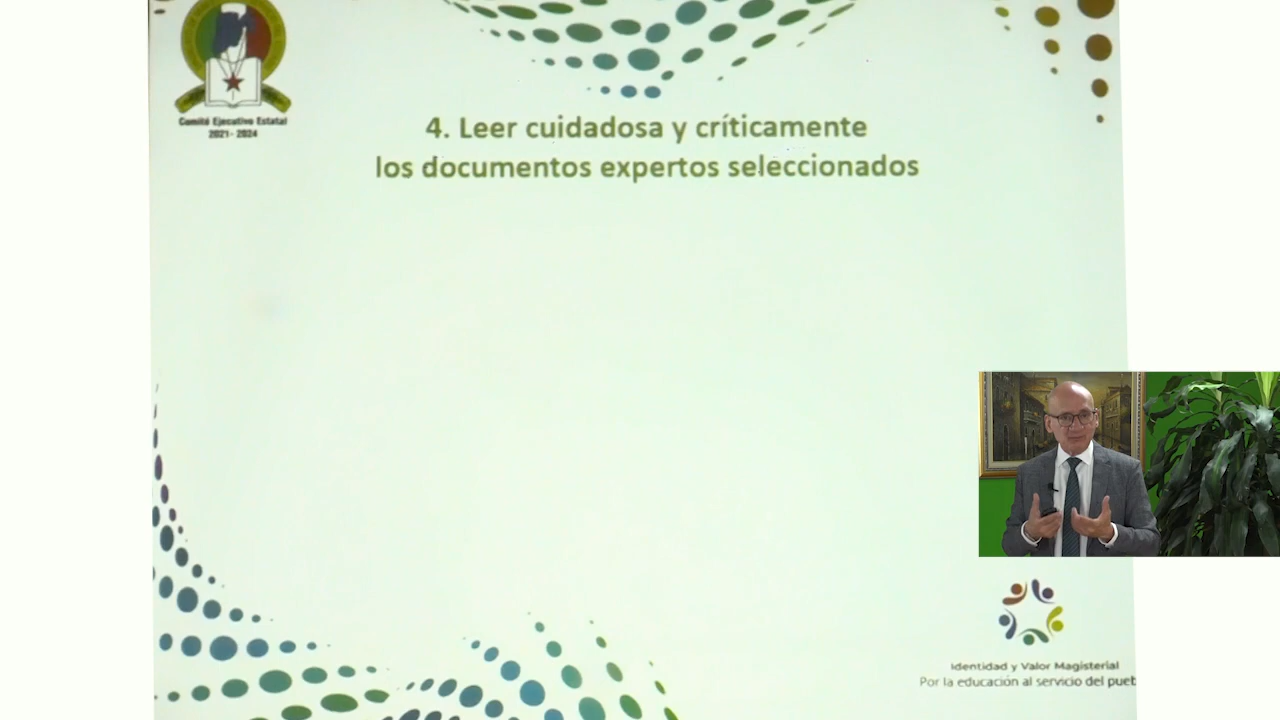 Comité Ejecutivo Estatal
2021- 2024
4. Leer cuidadosa y críticamente
los documentos expertos seleccionados
Identidad y Valor Magisterial
Por la educación al servicio del puebl